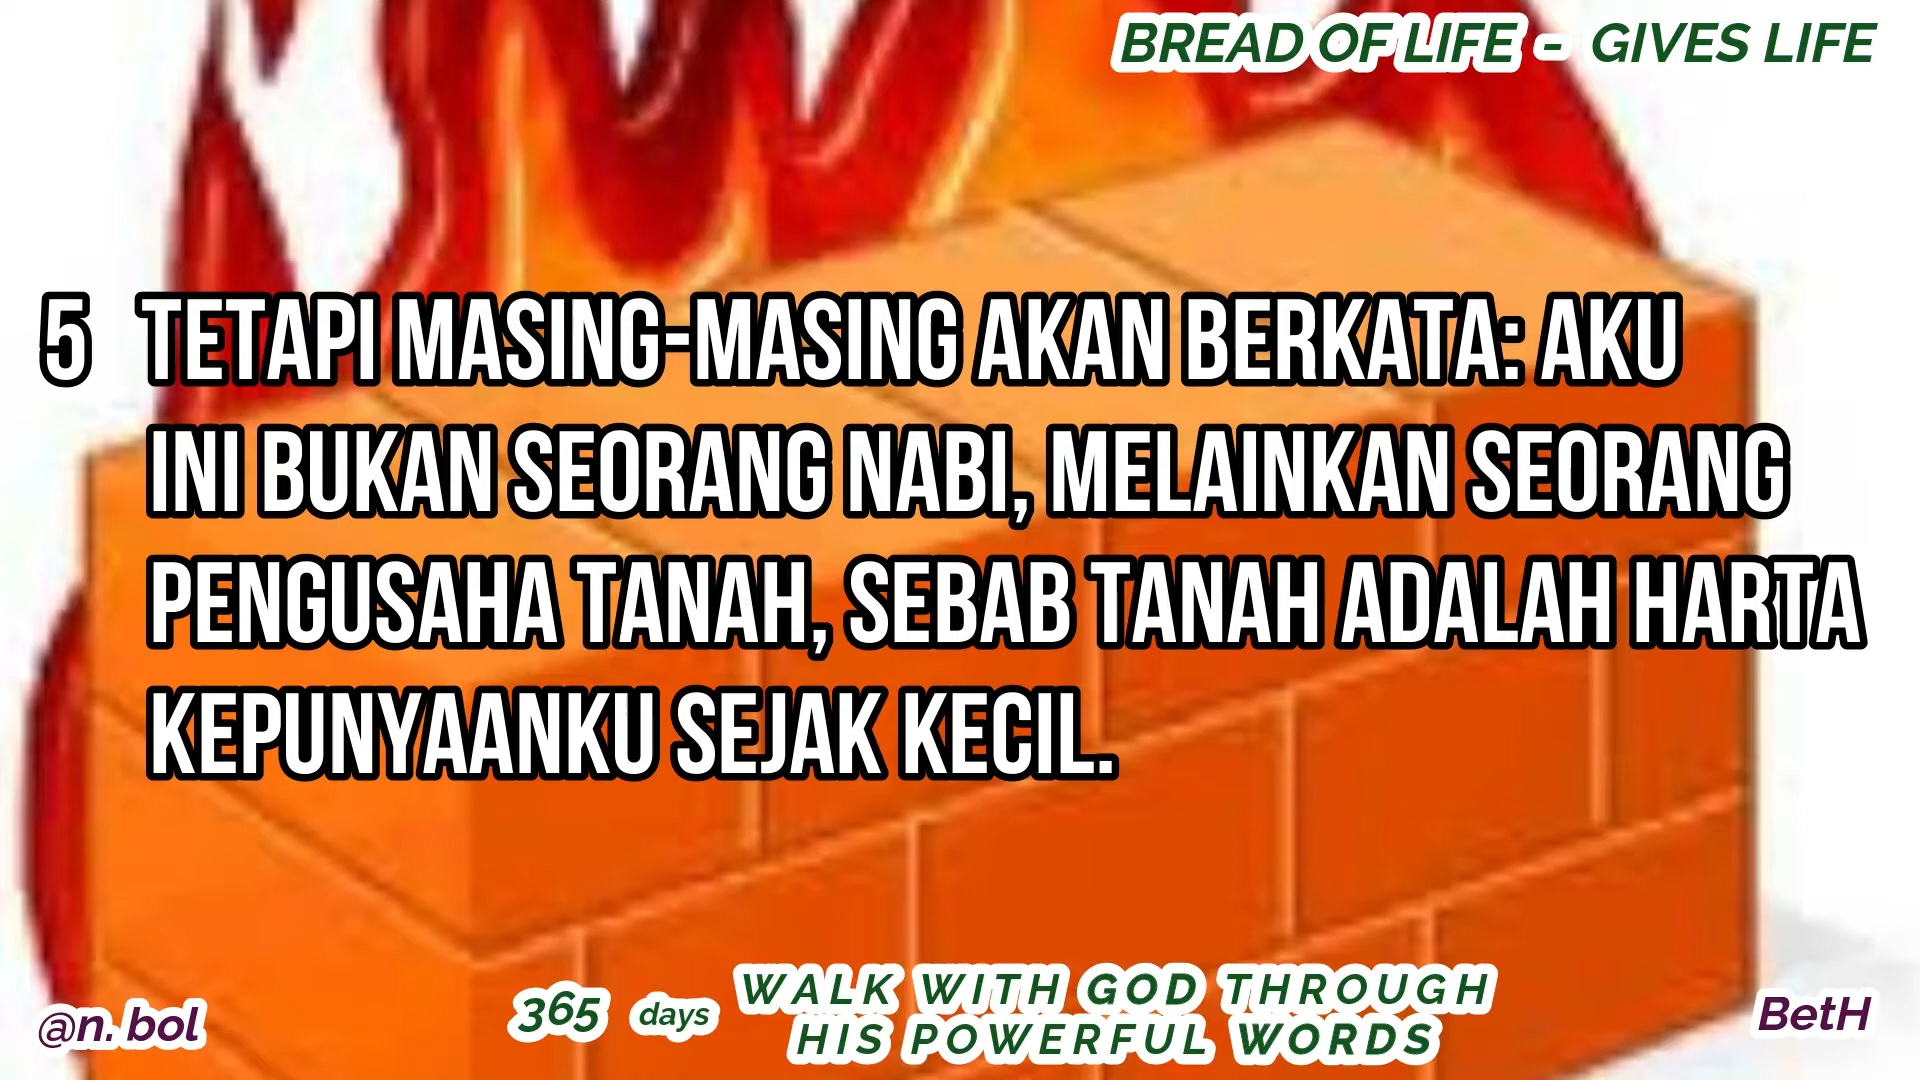 BREAD OF LIFE - GIVES LIFE
5 TETAPI MASING-MASING AKAN BERKATA: AKU
INI BUKAN SEORANG NABI, MELAINKAN SEORANG
PENGUSAHA TANAH, SEBAB TANAH ADALAH HARTA
KEPUNYAANKU SEJAK KECIL.
@n.bol
365 days
WALK WITH GOD THROUGH
HIS POWERFUL WORDS
BetH